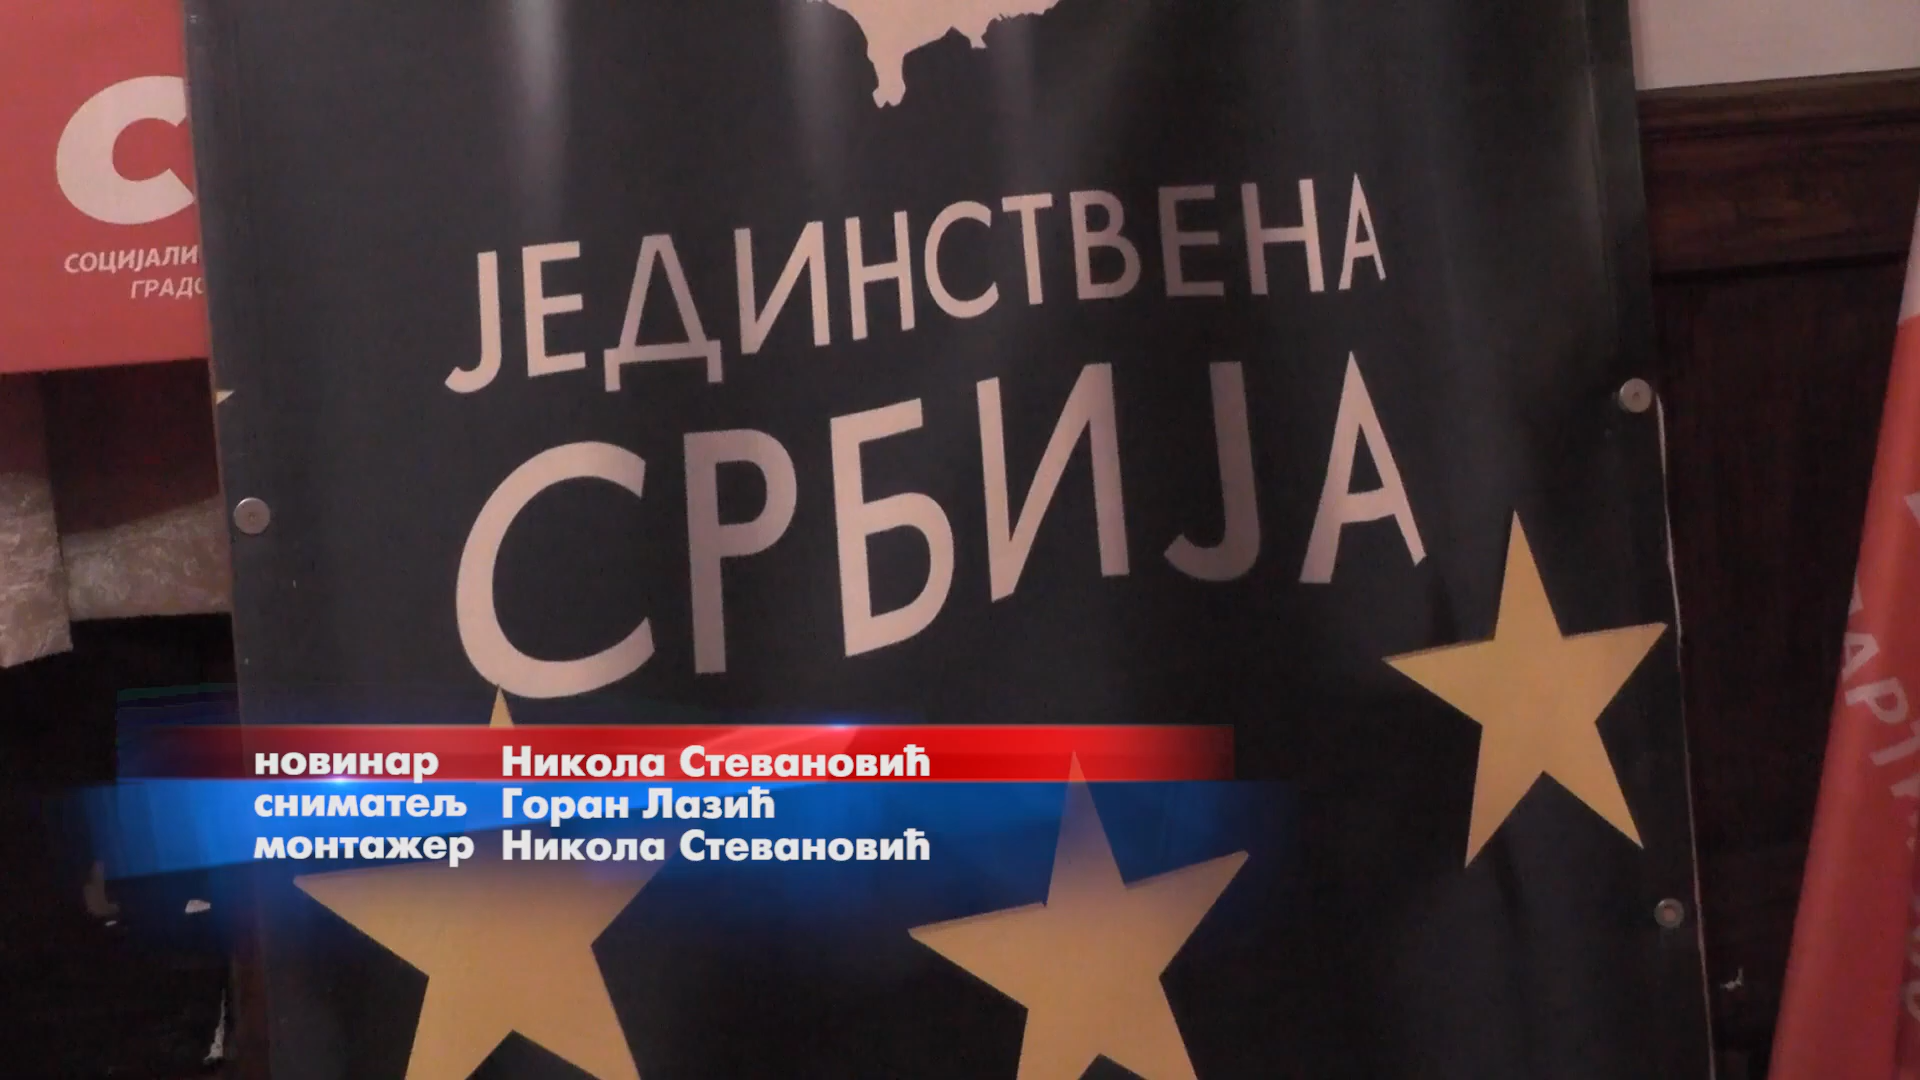 ЈЕДИНСТВЕНА
СРБИЈА
новинар Никола Стевановић
сниматељ Горан Лазић
монтажер Никола Стевановић